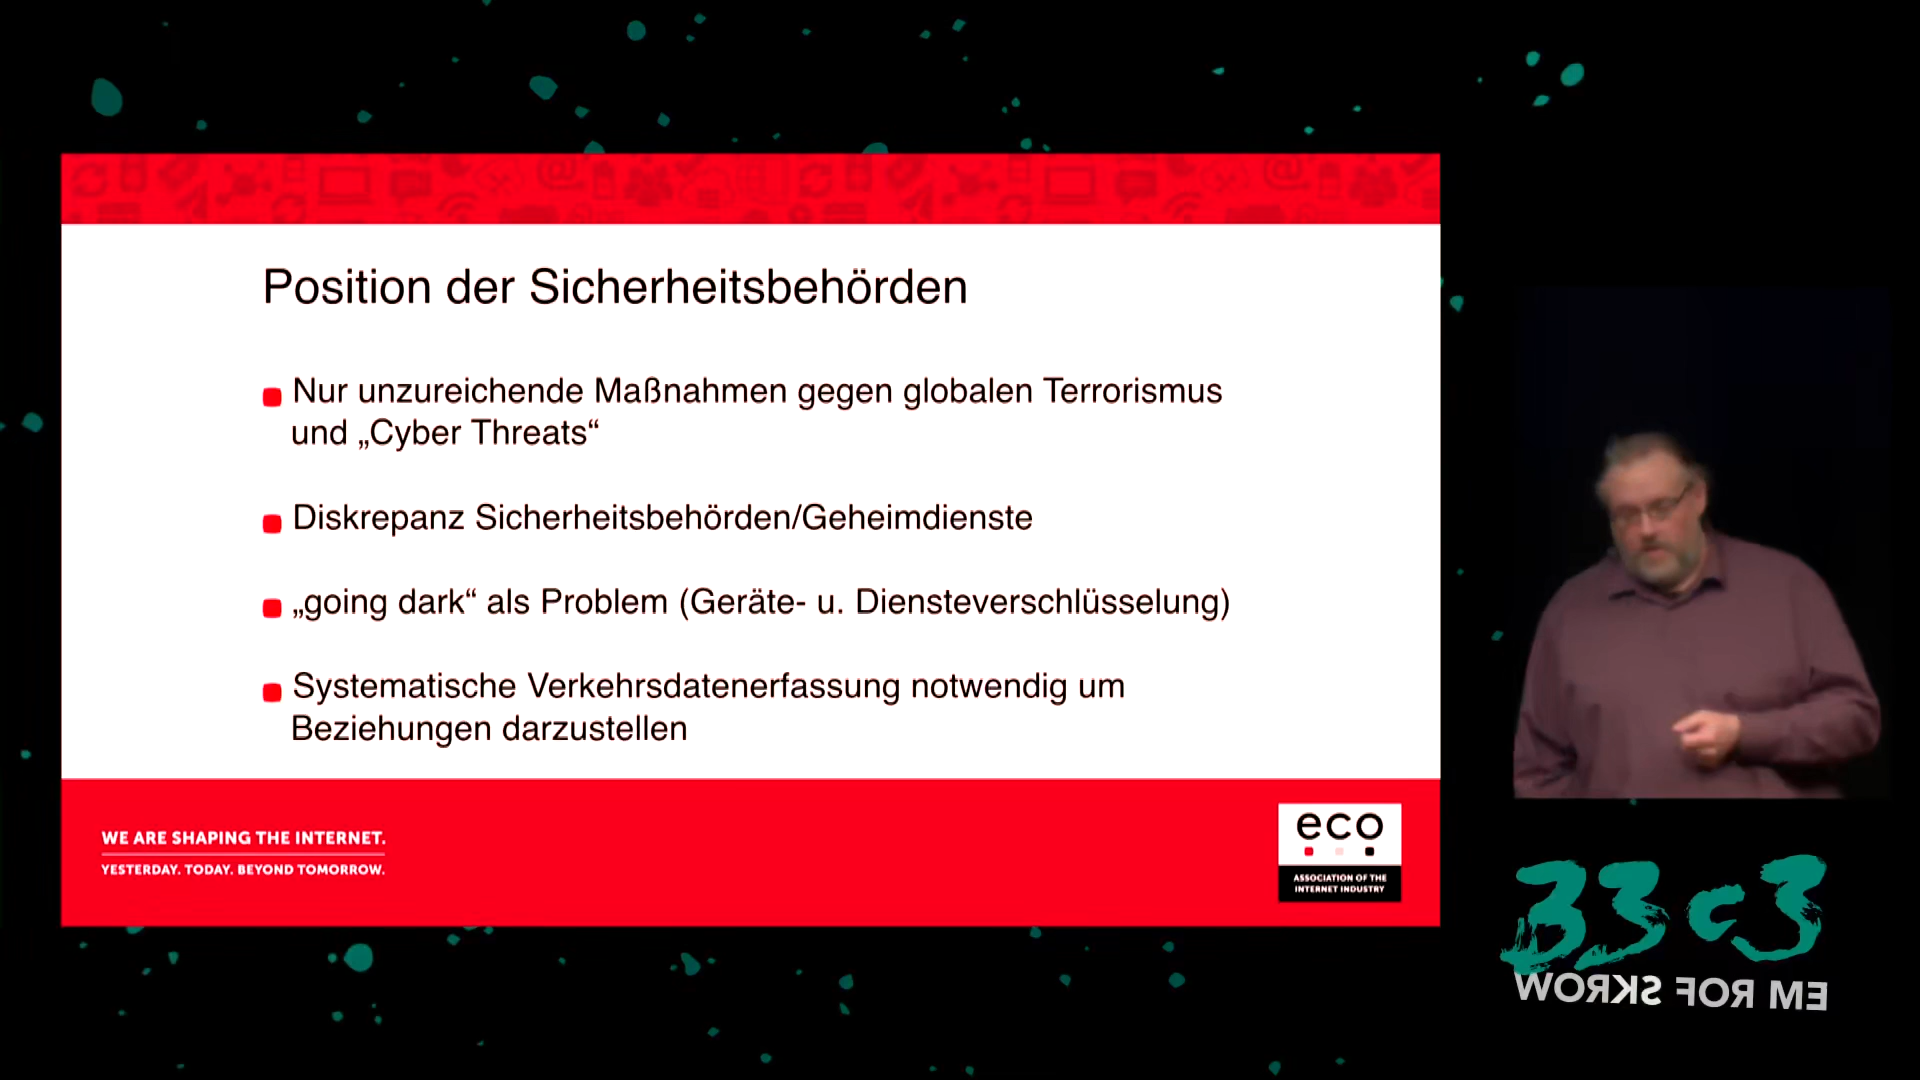 Position der Sicherheitsbehörden
Nur unzureichende Maßnahmen gegen globalen Terrorismus
und „Cyber Threats“
Diskrepanz Sicherheitsbehörden/Geheimdienste
„going dark“ als Problem (Geräte- u. Diensteverschlüsselung)
Systematische Verkehrsdatenerfassung notwendig um
Beziehungen darzustellen
WE ARE SHAPING THE INTERNET.
YESTERDAY. TODAY. BEYOND TOMORROW.
eco
ASSOCIATION OF THE
INTERNET INDUSTRY
33c3
WORKS FOR ME